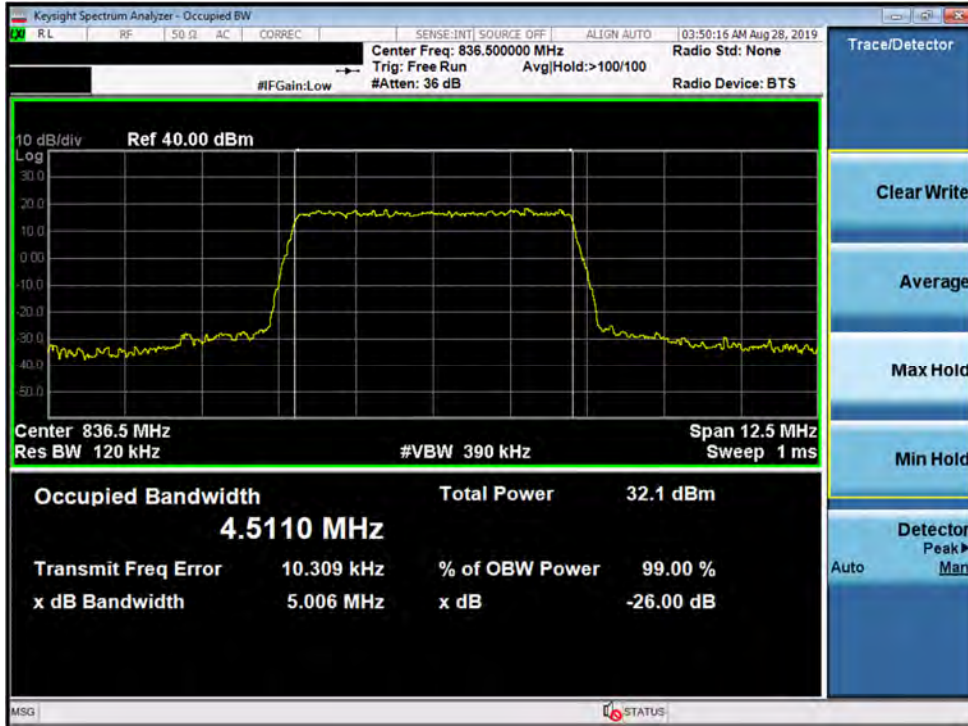 Keysight Spectrum Analyzer - Occupied BW
LXI RL RF 50 Ω AC CORREC SENSE:INT SOURCE OFF ALIGN AUTO 03:50:16 AM Aug 28, 2019
Center Freq: 836.500000 MHz Radio Std: None
Trig: Free Run Avg|Hold:>100/100
#IFGain:Low #Atten: 36 dB Radio Device: BTS
10 dB/div Ref 40.00 dBm
Log
30.0
20.0
10.0
0.00
-10.0
-20.0
-30.0
-40.0
-50.0
Center 836.5 MHz Span 12.5 MHz
Res BW 120 kHz #VBW 390 kHz Sweep 1 ms
Occupied Bandwidth Total Power 32.1 dBm
4.5110 MHz
Transmit Freq Error 10.309 kHz % of OBW Power 99.00 %
x dB Bandwidth 5.006 MHz x dB -26.00 dB
MSG STATUS
Trace/Detector
Clear Write
Average
Max Hold
Min Hold
Detector
Peak▶
Auto Man